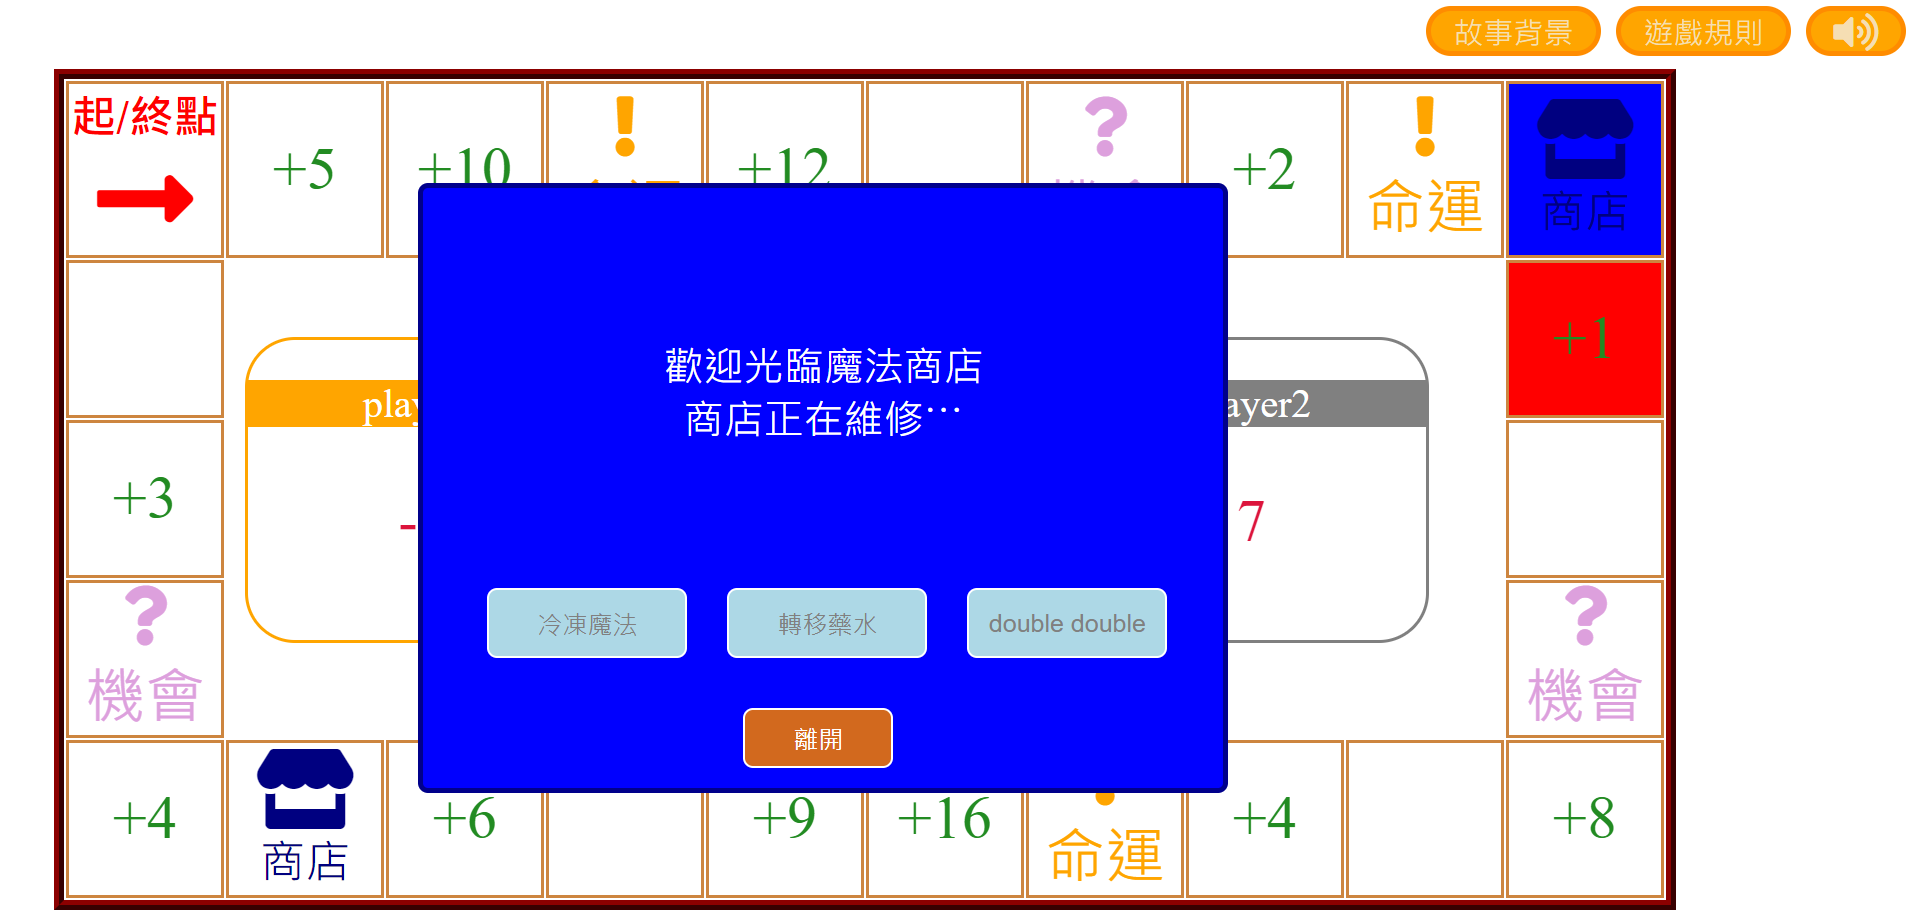 故事背景
遊戲規則
起/終點
+5
+10
+12
+2
命運
商店
+1
歡迎光臨魔法商店
商店正在維修…
play
ayer2
+3
-
7
冷凍魔法
轉移藥水
double double
機會
機會
離開
+4
商店
+6
+9
+16
命運
+4
+8